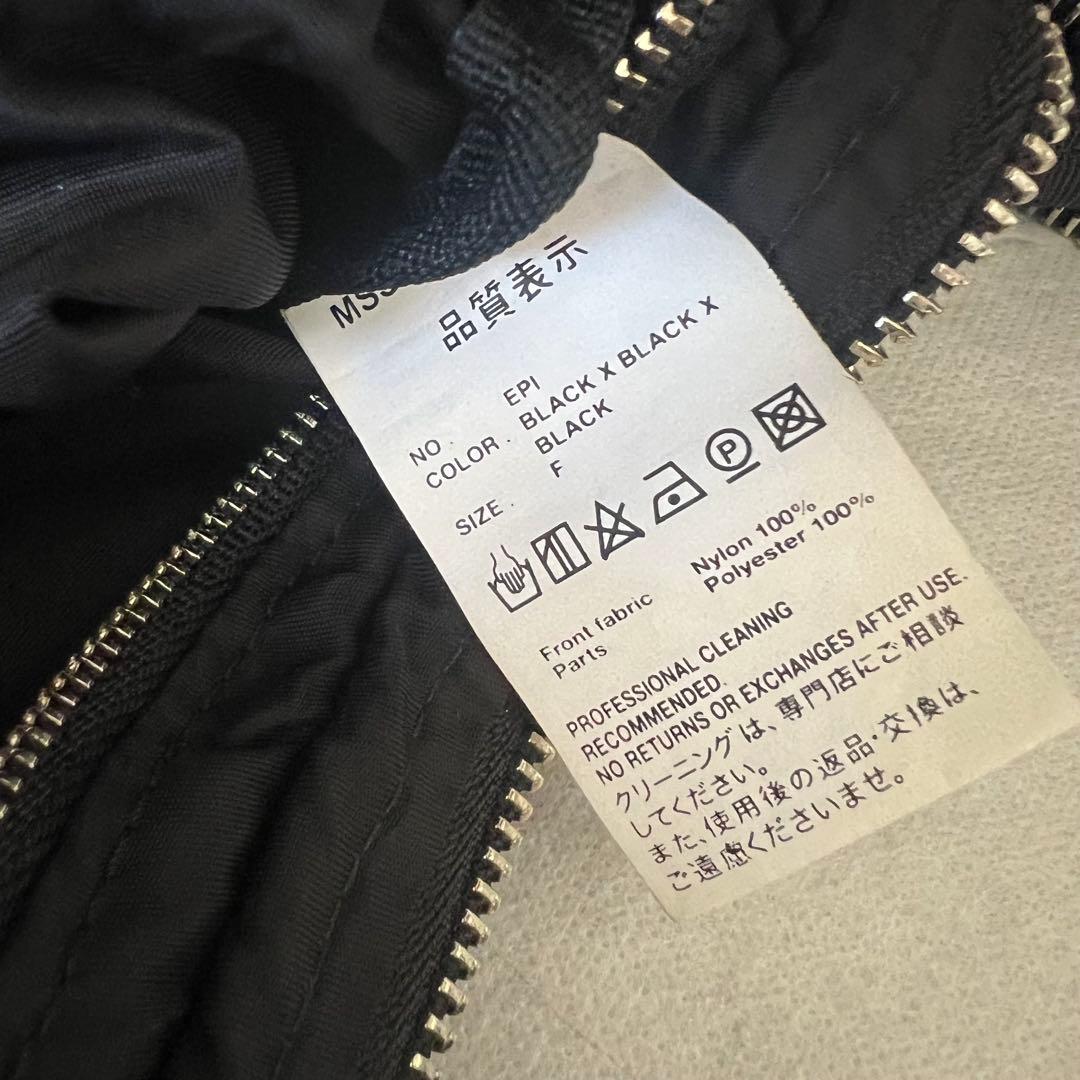 品質表示
NO. EPI
COLOR. BLACK X BLACK X
BLACK
SIZE. F
P
Front fabric Nylon 100%
Parts Polyester 100%
PROFESSIONAL CLEANING
RECOMMENDED.
NO RETURNS OR EXCHANGES AFTER USE.
クリーニングは、専門店にご相談
してください。
また、使用後の返品・交換は、
ご遠慮くださいませ。